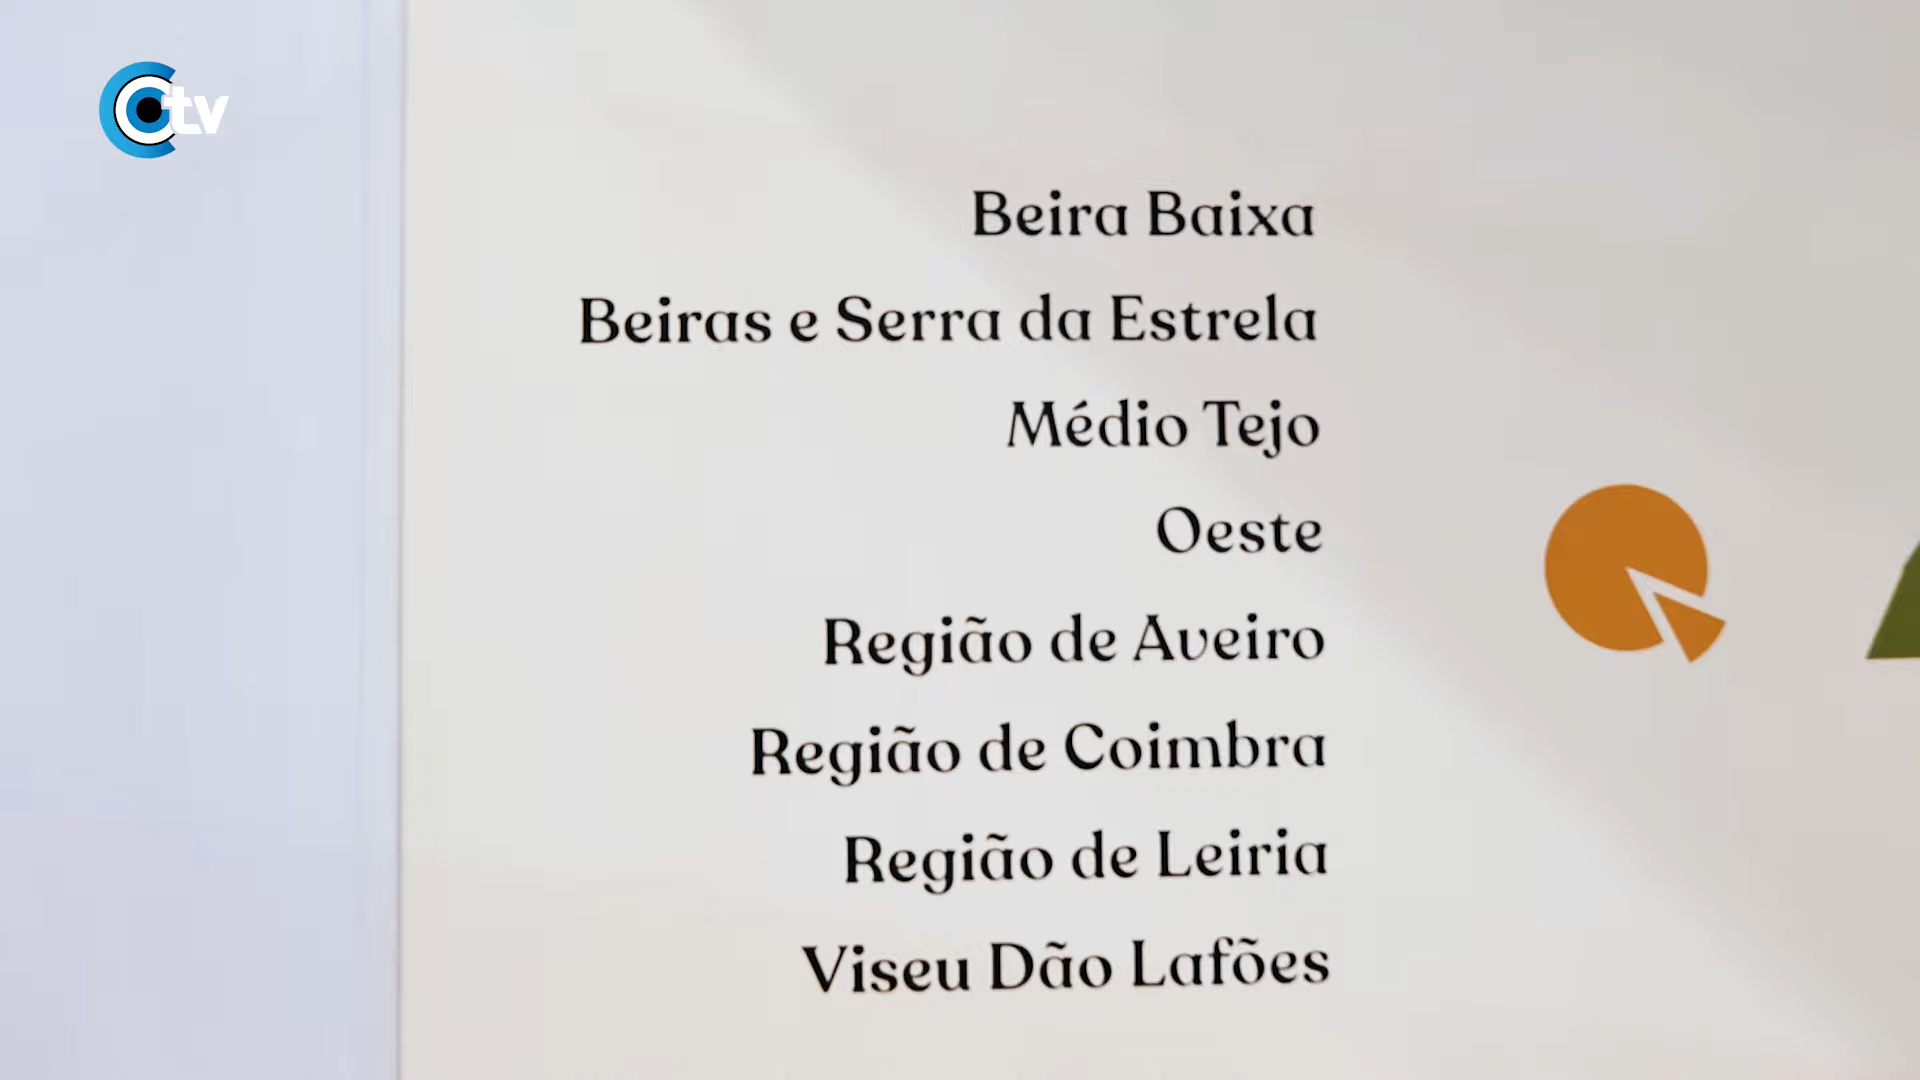 Ctv
Beira Baixa
Beiras e Serra da Estrela
Médio Tejo
Oeste
Região de Aveiro
Região de Coimbra
Região de Leiria
Viseu Dão Lafões